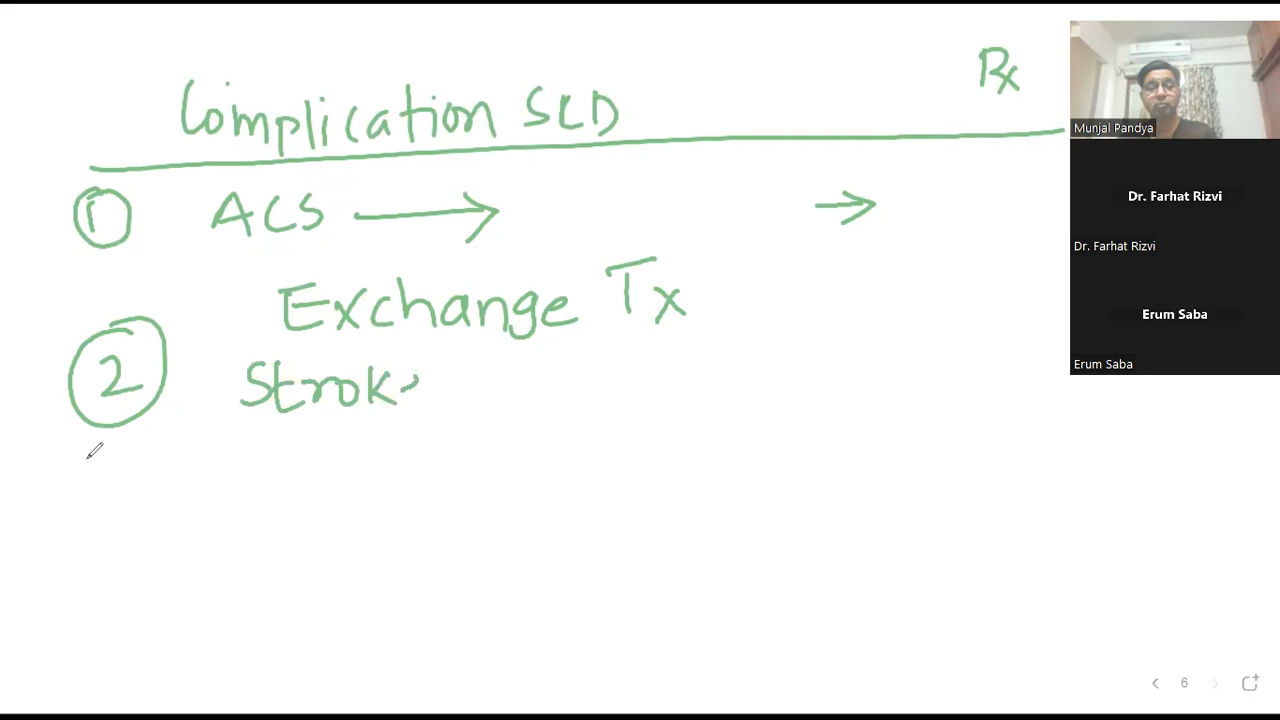 Rx
Complication SCD
1 ACS
Exchange Tx
2 Stroke
Munjal Pandya
Dr. Farhat Rizvi
Dr. Farhat Rizvi
Erum Saba
Erum Saba
6